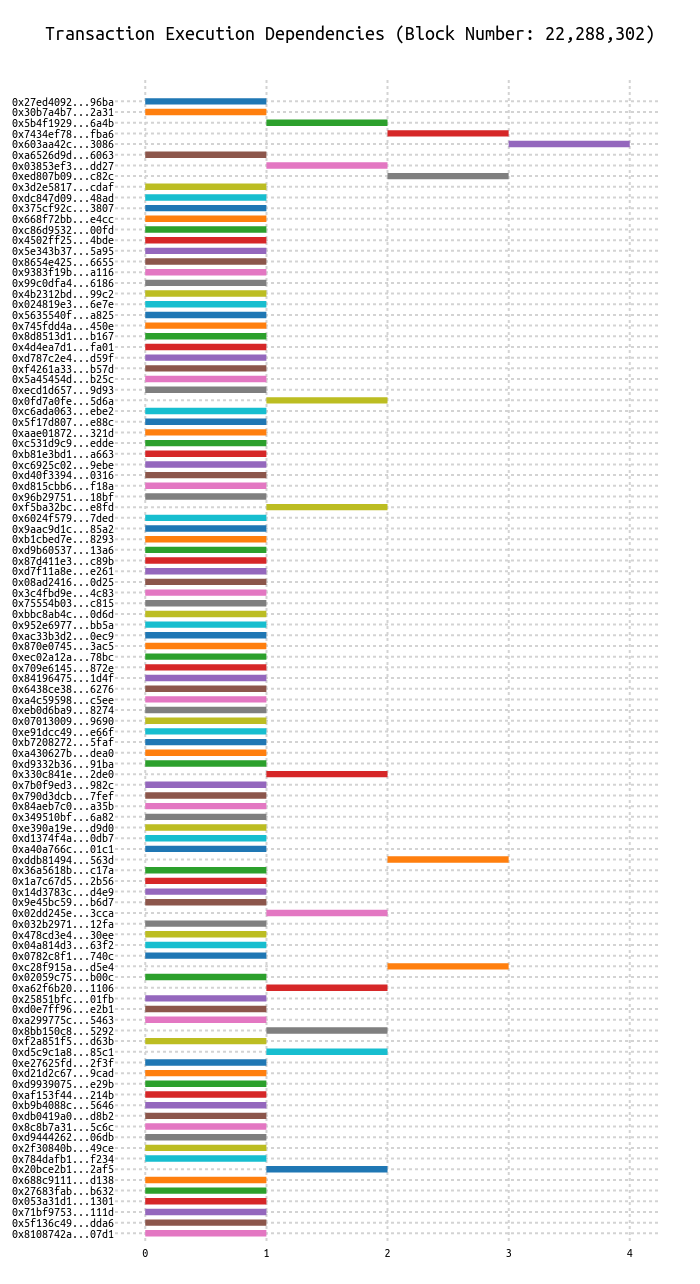 Transaction Execution Dependencies (Block Number: 22,288,302)
0x27ed4092...96ba
0x30b7a4b7...2a31
0x5b4f1929...6a4b
0x7434ef78...fba6
0x603aa42c...3086
0xa6526d9d...6063
0x03853ef3...dd27
0xed807b09...c82c
0x3d2e5817...cdaf
0xdc847d09...48ad
0x375cf92c...3807
0x668f72bb...e4cc
0xc86d9532...00fd
0x4502ff25...4bde
0x5e343b37...5a95
0x8654e425...6655
0x9383f19b...a116
0x99c0dfa4...6186
0x4b2312bd...99c2
0x024819e3...6e7e
0x5635540f...a825
0x745fdd4a...450e
0x8d8513d1...b167
0x4d4ea7d1...fa01
0xd787c2e4...d59f
0xf4261a33...b57d
0x5a45454d...b25c
0xecd1d657...9d93
0x0fd7a0fe...5d6a
0xc6ada063...ebe2
0x5f17d807...e88c
0xaae01872...321d
0xc531d9c9...edde
0xb81e3bd1...a663
0xc6925c02...9ebe
0xd40f3394...0316
0xd815cbb6...f18a
0x96b29751...18bf
0xf5ba32bc...e8fd
0x6024f579...7ded
0x9aac9d1c...85a2
0xb1cbed7e...8293
0xd9b60537...13a6
0x87d411e3...c89b
0xd7f11a8e...e261
0x08ad2416...0d25
0x3c4fbd9e...4c83
0x75554b03...c815
0xbbc8ab4c...0d6d
0x952e6977...bb5a
0xac33b3d2...0ec9
0x870e0745...3ac5
0xec02a12a...78bc
0x709e6145...872e
0x84196475...1d4f
0x6438ce38...6276
0xa4c59598...c5ee
0xeb0d6ba9...8274
0x07013009...9690
0xe91dcc49...e66f
0xb7208272...5faf
0xa430627b...dea0
0xd9332b36...91ba
0x330c841e...2de0
0x7b0f9ed3...982c
0x790d3dcb...7fef
0x84aeb7c0...a35b
0x349510bf...6a82
0xe390a19e...d9d0
0xd1374f4a...0db7
0xa40a766c...01c1
0xddb81494...563d
0x36a5618b...c17a
0x1a7c67d5...2b56
0x14d3783c...d4e9
0x9e45bc59...b6d7
0x02dd245e...3cca
0x032b2971...12fa
0x478cd3e4...30ee
0x04a814d3...63f2
0x0782c8f1...740c
0xc28f915a...d5e4
0x02059c75...b00c
0xa62f6b20...1106
0x25851bfc...01fb
0xd0e7ff96...e2b1
0xa299775c...5463
0x8bb150c8...5292
0xf2a851f5...d63b
0xd5c9c1a8...85c1
0xe27625fd...2f3f
0xd21d2c67...9cad
0xd9939075...e29b
0xaf153f44...214b
0xb9b4088c...5646
0xdb0419a0...d8b2
0x8c8b7a31...5c6c
0xd9444262...06db
0x2f30840b...49ce
0x784dafb1...f234
0x20bce2b1...2af5
0x688c9111...d138
0x27683fab...b632
0x053a31d1...1301
0x71bf9753...111d
0x5f136c49...dda6
0x8108742a...07d1
0 1 2 3 4